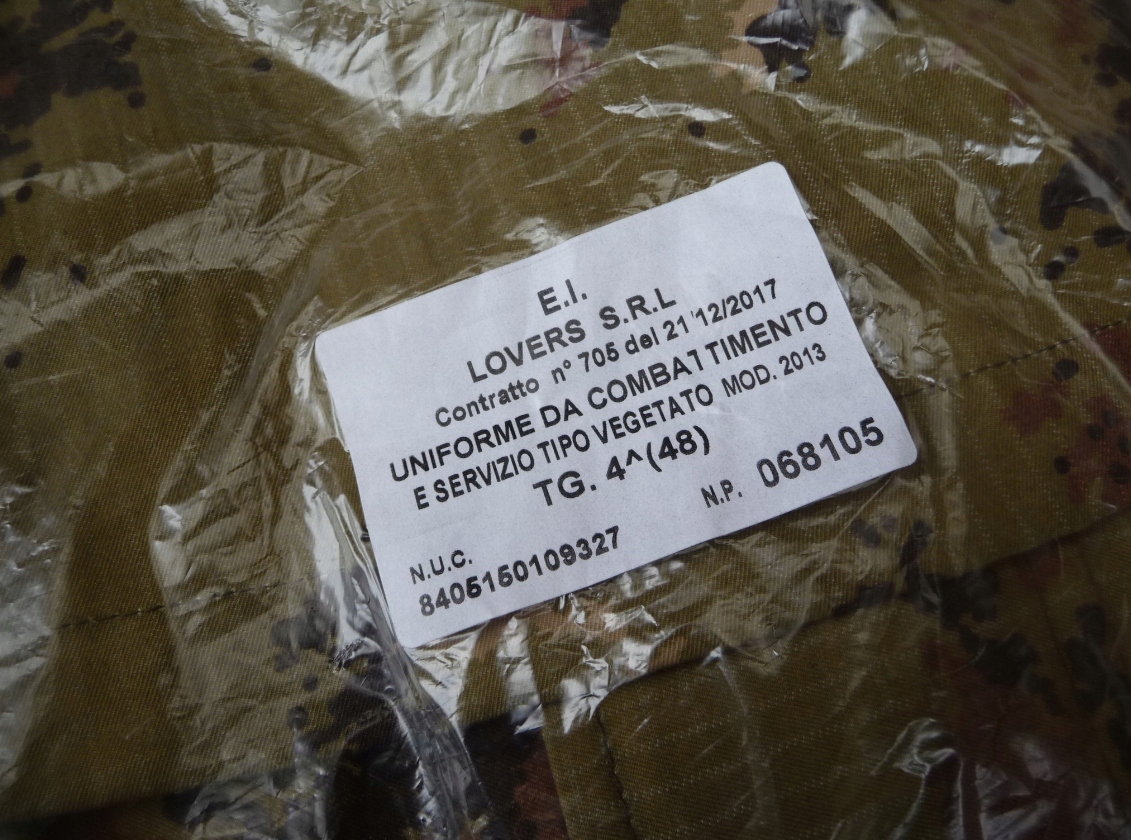 E.I.
LOVERS S.R.L
Contratto n° 705 del 21/12/2017
UNIFORME DA COMBATTIMENTO
E SERVIZIO TIPO VEGETATO MOD. 2013
TG. 4^(48)
N.P. 068105
N.U.C.
8405150109327